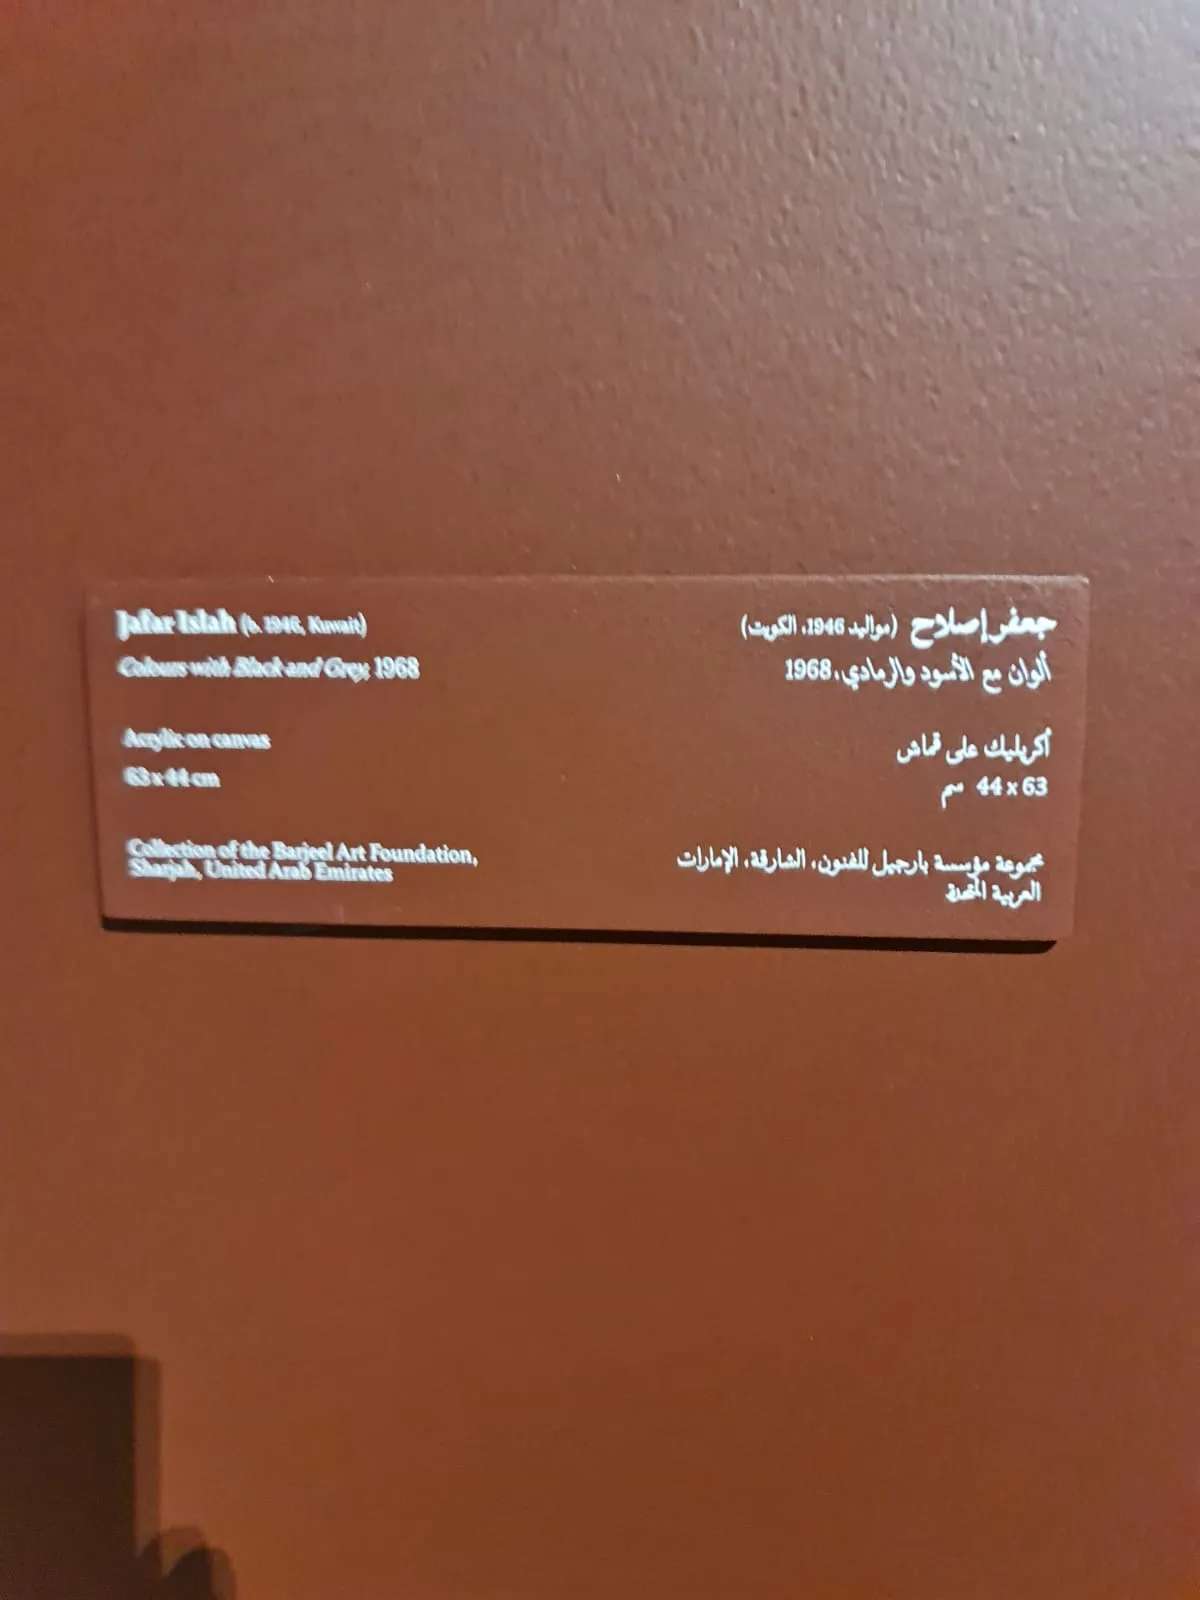 Jafar Islah (b. 1946, Kuwait)
Colours with Black and Grey, 1968
Acrylic on canvas
63 x 44 cm
Collection of the Barjeel Art Foundation,
Sharjah, United Arab Emirates
جعفر إصلاح (مواليد 1946، الكويت)
ألوان مع الأسود والرمادي، 1968
أكريليك على قماش
63 x 44 سم
مجموعة مؤسسة بارجيل للفنون، الشارقة، الإمارات
العربية المتحدة